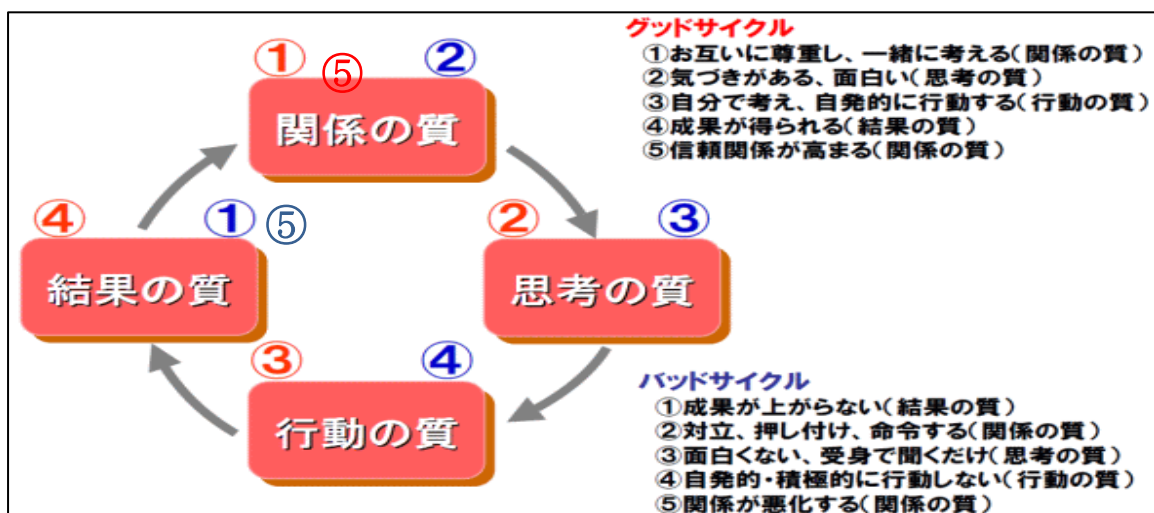 ① ⑤ ②
関係の質
④ ① ⑤
結果の質
② ③
思考の質
③ ④
行動の質
グッドサイクル
①お互いに尊重し、一緒に考える(関係の質)
②気づきがある、面白い(思考の質)
③自分で考え、自発的に行動する(行動の質)
④成果が得られる(結果の質)
⑤信頼関係が高まる(関係の質)
バッドサイクル
①成果が上がらない(結果の質)
②対立、押し付け、命令する(関係の質)
③面白くない、受身で聞くだけ(思考の質)
④自発的・積極的に行動しない(行動の質)
⑤関係が悪化する(関係の質)